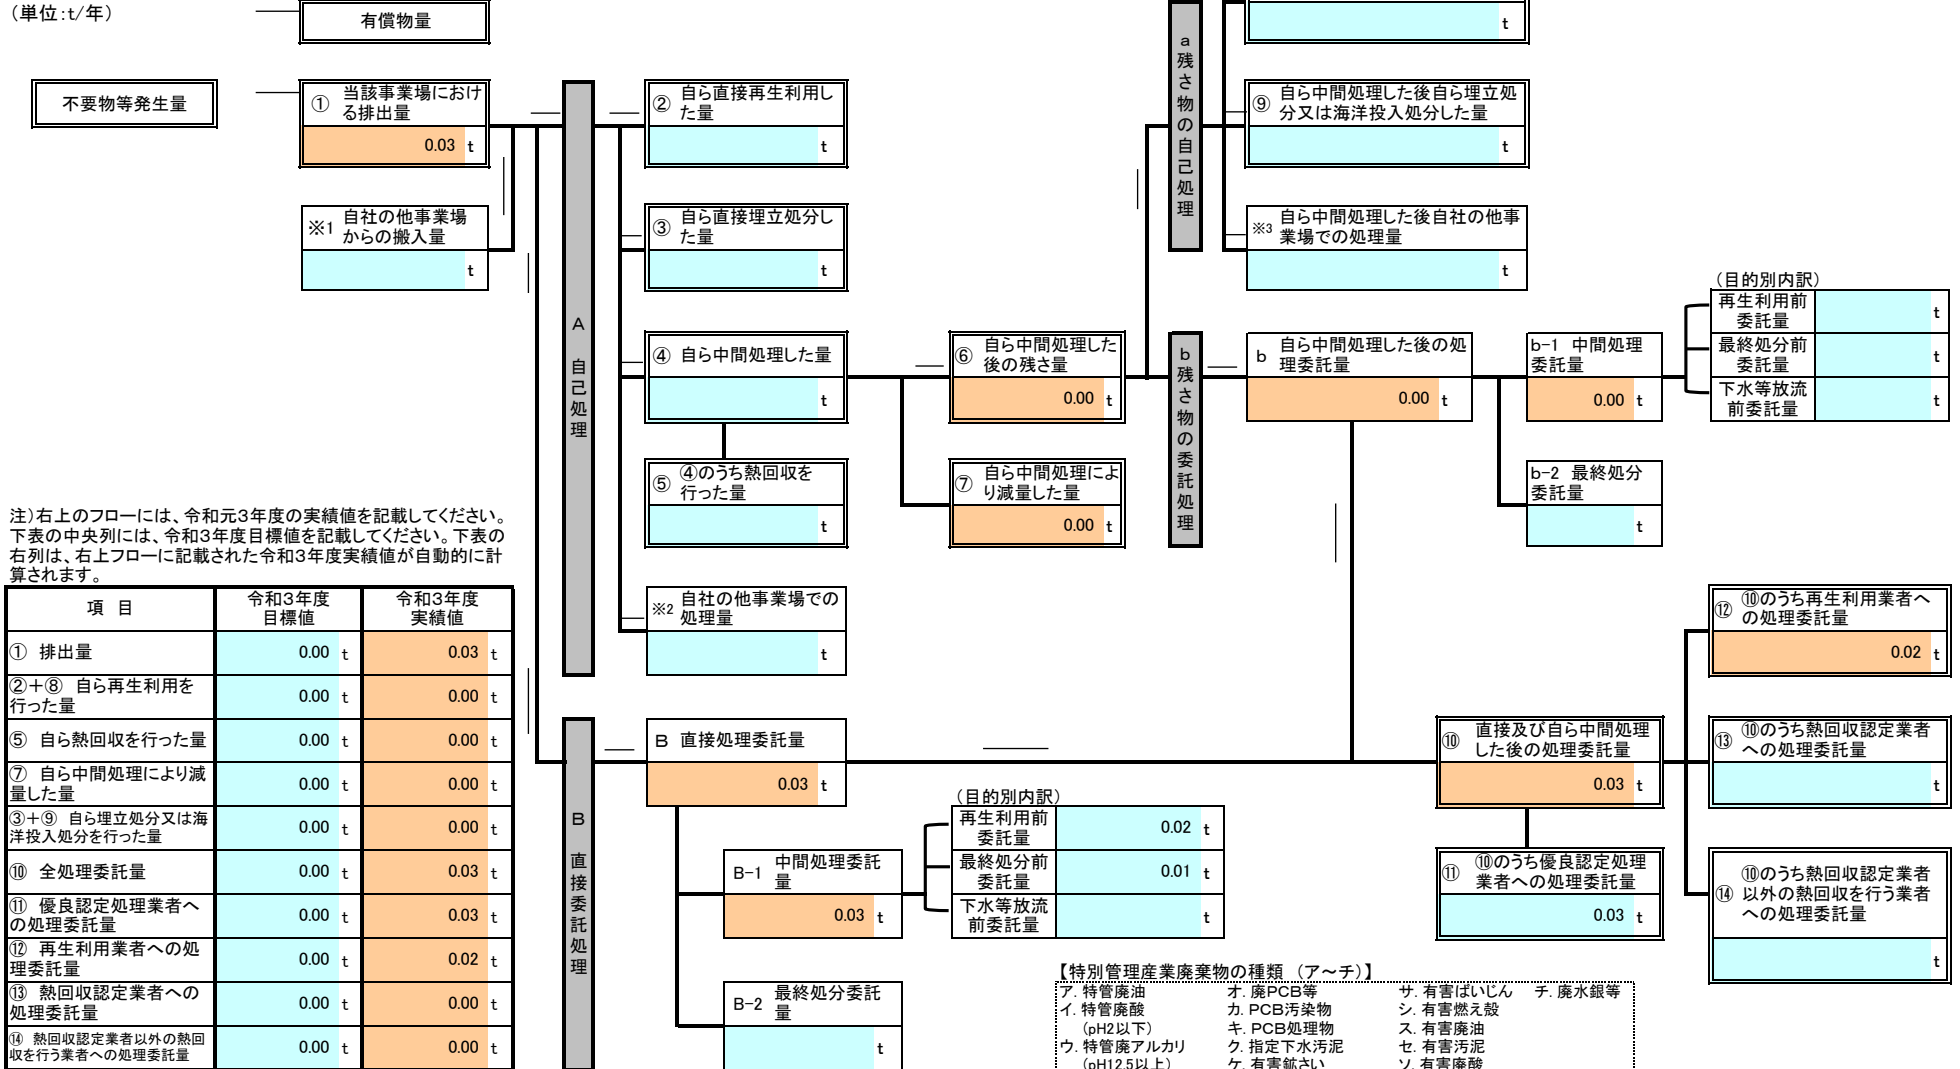 （単位：t/年）
有償物量
t
不要物等発生量
① 当該事業場におけ
る排出量
0.03 t
※1 自社の他事業場
からの搬入量
t
A 自己処理
② 自ら直接再生利用し
た量
t
③ 自ら直接埋立処分し
た量
t
④ 自ら中間処理した量
t
⑤ ④のうち熱回収を
行った量
t
※2 自社の他事業場での
処理量
t
⑥ 自ら中間処理した
後の残さ量
0.00 t
⑦ 自ら中間処理によ
り減量した量
0.00 t
a 残さ物の自己処理
⑨ 自ら中間処理した後自ら埋立処
分又は海洋投入処分した量
t
※3 自ら中間処理した後自社の他事
業場での処理量
t
b 残さ物の委託処理
b 自ら中間処理した後の処
理委託量
0.00 t
b-1 中間処理
委託量
0.00 t
b-2 最終処分
委託量
t
（目的別内訳）
再生利用前
委託量 t
最終処分前
委託量 t
下水等放流
前委託量 t
注）右上のフローには、令和元3年度の実績値を記載してください。
下表の中央列には、令和3年度目標値を記載してください。下表の
右列は、右上フローに記載された令和3年度実績値が自動的に計
算されます。
項 目 令和3年度
目標値 令和3年度
実績値
① 排出量 0.00 t 0.03 t
②＋⑧ 自ら再生利用を
行った量 0.00 t 0.00 t
⑤ 自ら熱回収を行った量 0.00 t 0.00 t
⑦ 自ら中間処理により減
量した量 0.00 t 0.00 t
③＋⑨ 自ら埋立処分又は海
洋投入処分を行った量 0.00 t 0.00 t
⑩ 全処理委託量 0.00 t 0.03 t
⑪ 優良認定処理業者へ
の処理委託量 0.00 t 0.03 t
⑫ 再生利用業者への処
理委託量 0.00 t 0.02 t
⑬ 熱回収認定業者への
処理委託量 0.00 t 0.00 t
⑭ 熱回収認定業者以外の熱回
収を行う業者への処理委託量 0.00 t 0.00 t
B 直接委託処理
B 直接処理委託量
0.03 t
B-1 中間処理委託
量
0.03 t
B-2 最終処分委託
量
t
（目的別内訳）
再生利用前
委託量 0.02 t
最終処分前
委託量 0.01 t
下水等放流
前委託量 t
⑩ 直接及び自ら中間処理
した後の処理委託量
0.03 t
⑪ ⑩のうち優良認定処理
業者への処理委託量
0.03 t
⑫ ⑩のうち再生利用業者へ
の処理委託量
0.02 t
⑬ ⑩のうち熱回収認定業者
への処理委託量
t
⑭ ⑩のうち熱回収認定業者
以外の熱回収を行う業者
への処理委託量
t
【特別管理産業廃棄物の種類 （ア～チ）】
ア. 特管廃油 オ. 廃PCB等 サ. 有害ばいじん チ. 廃水銀等
イ. 特管廃酸 カ. PCB汚染物 シ. 有害燃え殻
（pH2以下） キ. PCB処理物 ス. 有害廃油
ウ. 特管廃アルカリ ク. 指定下水汚泥 セ. 有害汚泥
（pH12.5以上） ケ. 有害鉱さい ソ. 有害廃酸